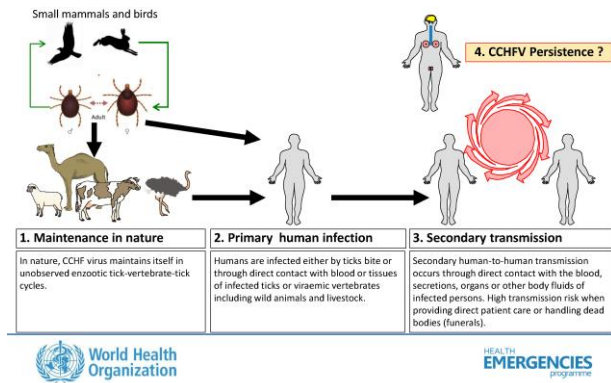 Small mammals and birds
4. CCHFV Persistence ?
♂ Adult ♀
1. Maintenance in nature
In nature, CCHF virus maintains itself in
unobserved enzootic tick-vertebrate-tick
cycles.
2. Primary human infection
Humans are infected either by ticks bite or
through direct contact with blood or tissues
of infected ticks or viraemic vertebrates
including wild animals and livestock.
3. Secondary transmission
Secondary human-to-human transmission
occurs through direct contact with the blood,
secretions, organs or other body fluids of
infected persons. High transmission risk when
providing direct patient care or handling dead
bodies (funerals).
World Health
Organization
HEALTH
EMERGENCIES
programme